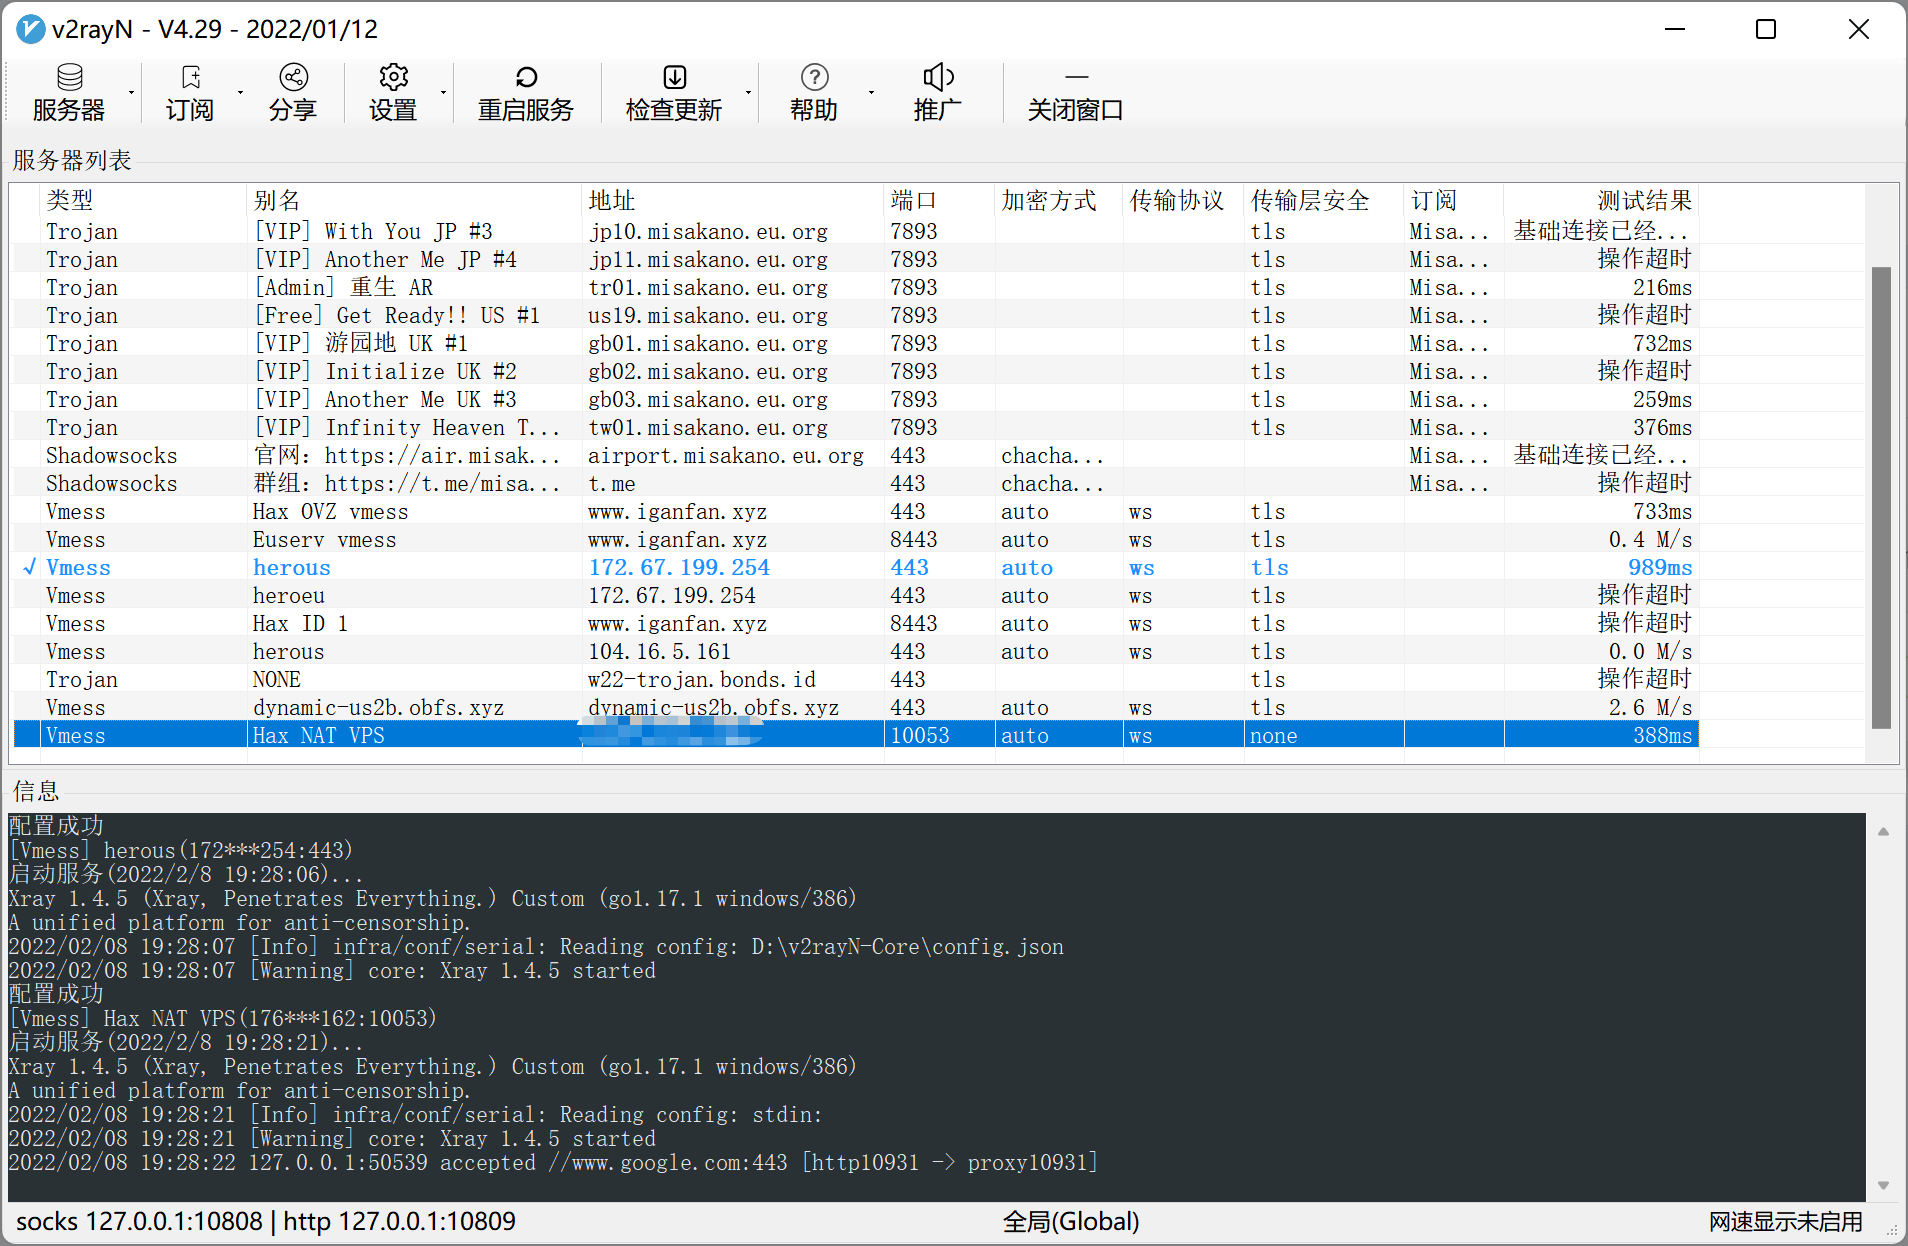 v2rayN - V4.29 - 2022/01/12
服务器 订阅 分享 设置 重启服务 检查更新 帮助 推广 关闭窗口
服务器列表
类型 别名 地址 端口 加密方式 传输协议 传输层安全 订阅 测试结果
Trojan [VIP] With You JP #3 jp10.misakano.eu.org 7893 tls Misa... 基础连接已经...
Trojan [VIP] Another Me JP #4 jp11.misakano.eu.org 7893 tls Misa... 操作超时
Trojan [Admin] 重生 AR tr01.misakano.eu.org 7893 tls Misa... 216ms
Trojan [Free] Get Ready!! US #1 us19.misakano.eu.org 7893 tls Misa... 操作超时
Trojan [VIP] 游园地 UK #1 gb01.misakano.eu.org 7893 tls Misa... 732ms
Trojan [VIP] Initialize UK #2 gb02.misakano.eu.org 7893 tls Misa... 操作超时
Trojan [VIP] Another Me UK #3 gb03.misakano.eu.org 7893 tls Misa... 259ms
Trojan [VIP] Infinity Heaven T... tw01.misakano.eu.org 7893 tls Misa... 376ms
Shadowsocks 官网: https://air.misak... airport.misakano.eu.org 443 chacha... Misa... 基础连接已经...
Shadowsocks 群组: https://t.me/misa... t.me 443 chacha... Misa... 操作超时
Vmess Hax OVZ vmess www.iganfan.xyz 443 auto ws tls 733ms
Vmess Euserv vmess www.iganfan.xyz 8443 auto ws tls 0.4 M/s
√ Vmess herous 172.67.199.254 443 auto ws tls 989ms
Vmess heroeu 172.67.199.254 443 auto ws tls 操作超时
Vmess Hax ID 1 www.iganfan.xyz 8443 auto ws tls 操作超时
Vmess herous 104.16.5.161 443 auto ws tls 0.0 M/s
Trojan NONE w22-trojan.bonds.id 443 tls 操作超时
Vmess dynamic-us2b.obfs.xyz dynamic-us2b.obfs.xyz 443 auto ws tls 2.6 M/s
Vmess Hax NAT VPS 10053 auto ws none 388ms
信息
配置成功
[Vmess] herous(172***254:443)
启动服务(2022/2/8 19:28:06)...
Xray 1.4.5 (Xray, Penetrates Everything.) Custom (go1.17.1 windows/386)
A unified platform for anti-censorship.
2022/02/08 19:28:07 [Info] infra/conf/serial: Reading config: D:\v2rayN-Core\config.json
2022/02/08 19:28:07 [Warning] core: Xray 1.4.5 started
配置成功
[Vmess] Hax NAT VPS(176***162:10053)
启动服务(2022/2/8 19:28:21)...
Xray 1.4.5 (Xray, Penetrates Everything.) Custom (go1.17.1 windows/386)
A unified platform for anti-censorship.
2022/02/08 19:28:21 [Info] infra/conf/serial: Reading config: stdin:
2022/02/08 19:28:21 [Warning] core: Xray 1.4.5 started
2022/02/08 19:28:22 127.0.0.1:50539 accepted //www.google.com:443 [http10931 -> proxy10931]
socks 127.0.0.1:10808 | http 127.0.0.1:10809 全局(Global) 网速显示未启用